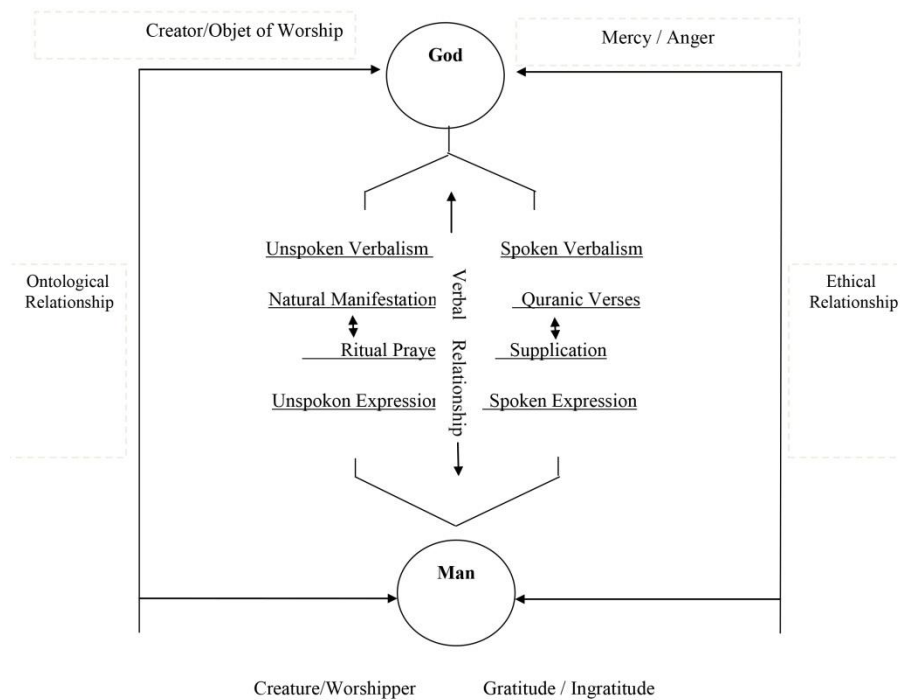 Creator/Objet of Worship
God
Mercy / Anger
Unspoken Verbalism
Spoken Verbalism
Ontological
Relationship
Natural Manifestation
Verbal Relationship
Quranic Verses
Ethical
Relationship
Ritual Praye
Supplication
Unspokon Expression
Spoken Expression
Man
Creature/Worshipper
Gratitude / Ingratitude